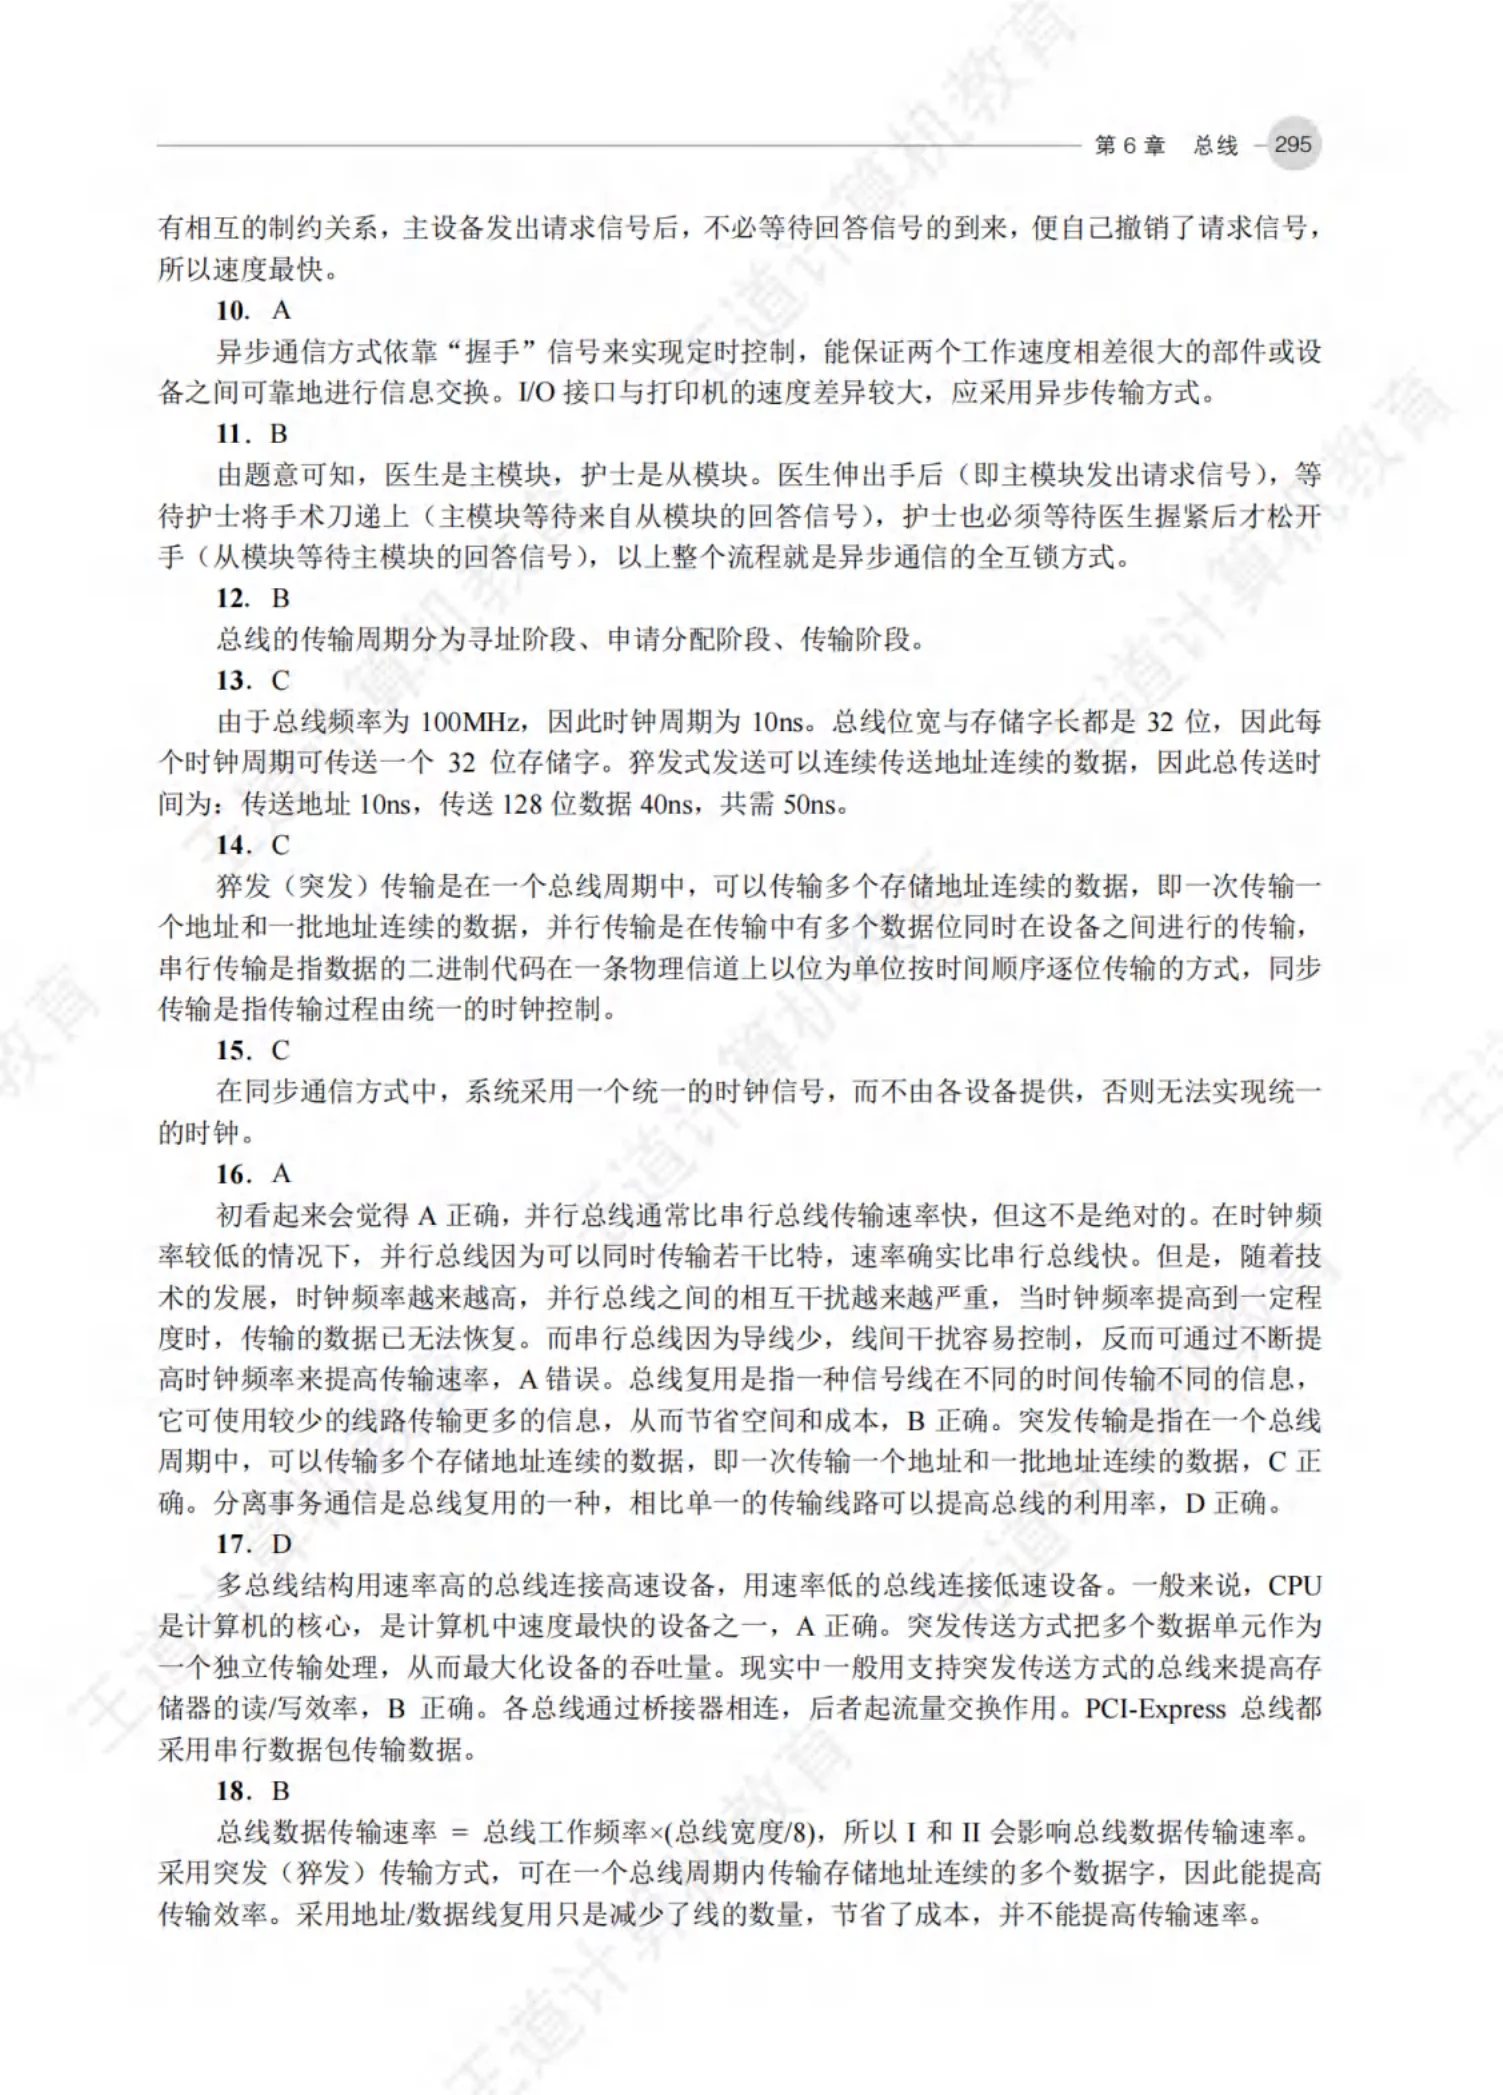 第 6 章　总线　295
有相互的制约关系，主设备发出请求信号后，不必等待回答信号的到来，便自己撤销了请求信号，
所以速度最快。
10． A
异步通信方式依靠“握手”信号来实现定时控制，能保证两个工作速度相差很大的部件或设
备之间可靠地进行信息交换。I/O 接口与打印机的速度差异较大，应采用异步传输方式。
11． B
由题意可知，医生是主模块，护士是从模块。医生伸出手后（即主模块发出请求信号），等
待护士将手术刀递上（主模块等待来自从模块的回答信号），护士也必须等待医生握紧后才松开
手（从模块等待主模块的回答信号），以上整个流程就是异步通信的全互锁方式。
12． B
总线的传输周期分为寻址阶段、申请分配阶段、传输阶段。
13． C
由于总线频率为 100MHz，因此时钟周期为 10ns。总线位宽与存储字长都是 32 位，因此每
个时钟周期可传送一个 32 位存储字。猝发式发送可以连续传送地址连续的数据，因此总传送时
间为：传送地址 10ns，传送 128 位数据 40ns，共需 50ns。
14． C
猝发（突发）传输是在一个总线周期中，可以传输多个存储地址连续的数据，即一次传输一
个地址和一批地址连续的数据，并行传输是在传输中有多个数据位同时在设备之间进行的传输，
串行传输是指数据的二进制代码在一条物理信道上以位为单位按时间顺序逐位传输的方式，同步
传输是指传输过程由统一的时钟控制。
15． C
在同步通信方式中，系统采用一个统一的时钟信号，而不由各设备提供，否则无法实现统一
的时钟。
16． A
初看起来会觉得 A 正确，并行总线通常比串行总线传输速率快，但这不是绝对的。在时钟频
率较低的情况下，并行总线因为可以同时传输若干比特，速率确实比串行总线快。但是，随着技
术的发展，时钟频率越来越高，并行总线之间的相互干扰越来越严重，当时钟频率提高到一定程
度时，传输的数据已无法恢复。而串行总线因为导线少，线间干扰容易控制，反而可通过不断提
高时钟频率来提高传输速率，A 错误。总线复用是指一种信号线在不同的时间传输不同的信息，
它可使用较少的线路传输更多的信息，从而节省空间和成本，B 正确。突发传输是指在一个总线
周期中，可以传输多个存储地址连续的数据，即一次传输一个地址和一批地址连续的数据，C 正
确。分离事务通信是总线复用的一种，相比单一的传输线路可以提高总线的利用率，D 正确。
17． D
多总线结构用速率高的总线连接高速设备，用速率低的总线连接低速设备。一般来说，CPU
是计算机的核心，是计算机中速度最快的设备之一，A 正确。突发传送方式把多个数据单元作为
一个独立传输处理，从而最大化设备的吞吐量。现实中一般用支持突发传送方式的总线来提高存
储器的读/写效率，B 正确。各总线通过桥接器相连，后者起流量交换作用。PCI-Express 总线都
采用串行数据包传输数据。
18． B
总线数据传输速率 = 总线工作频率×(总线宽度/8)，所以 I 和 II 会影响总线数据传输速率。
采用突发（猝发）传输方式，可在一个总线周期内传输存储地址连续的多个数据字，因此能提高
传输效率。采用地址/数据线复用只是减少了线的数量，节省了成本，并不能提高传输速率。
王道计算机教育
王道计算机教育
王道计算机教育
王道计算机教育
王道计算机教育
王道计算机教育
王道计算机教育
教育
王道